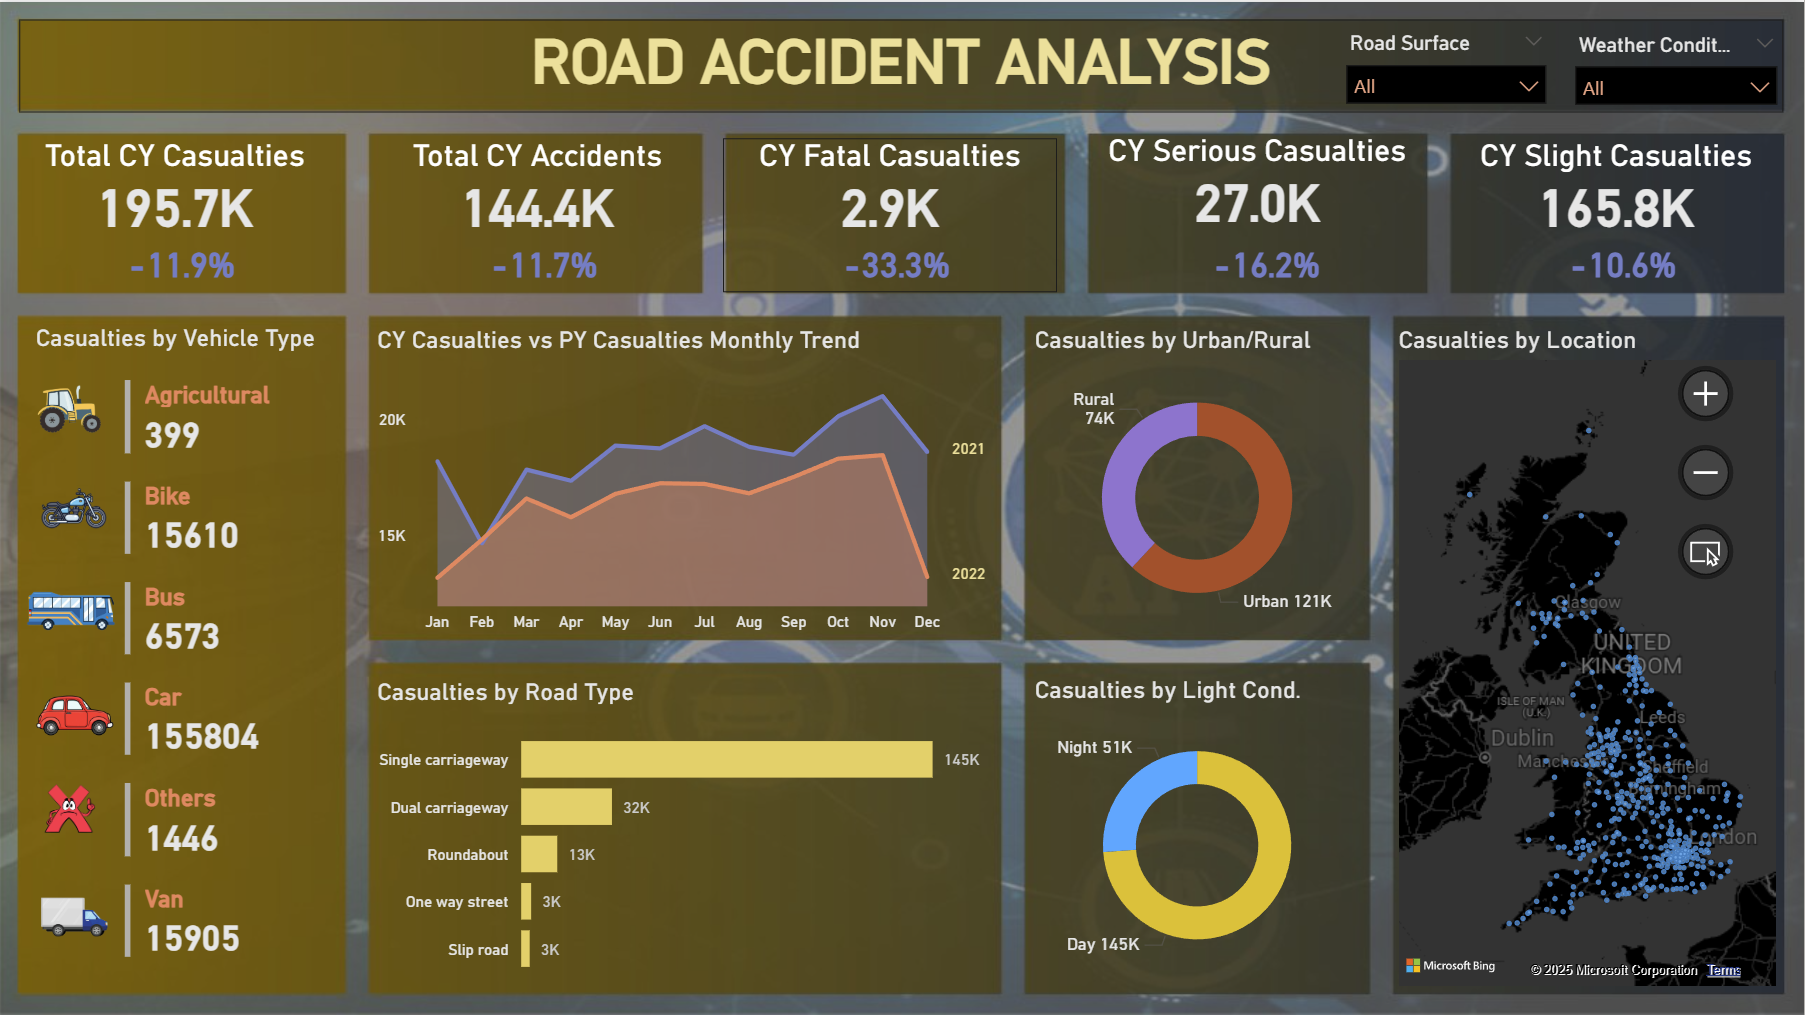 ROAD ACCIDENT ANALYSIS
Road Surface
All
Weather Condit...
All
Total CY Casualties
195.7K
-11.9%
Total CY Accidents
144.4K
-11.7%
CY Fatal Casualties
2.9K
-33.3%
CY Serious Casualties
27.0K
-16.2%
CY Slight Casualties
165.8K
-10.6%
Casualties by Vehicle Type
Agricultural
399
Bike
15610
Bus
6573
Car
155804
Others
1446
Van
15905
CY Casualties vs PY Casualties Monthly Trend
20K
15K
2021
2022
Jan Feb Mar Apr May Jun Jul Aug Sep Oct Nov Dec
Casualties by Road Type
Single carriageway 145K
Dual carriageway 32K
Roundabout 13K
One way street 3K
Slip road 3K
Casualties by Urban/Rural
Rural
74K
Urban 121K
Casualties by Light Cond.
Night 51K
Day 145K
Casualties by Location
Glasgow
UNITED
KINGDOM
ISLE OF MAN
(U.K.)
Leeds
Dublin
Manches
Sheffield
Birmingham
London
Microsoft Bing
© 2025 Microsoft Corporation Terms